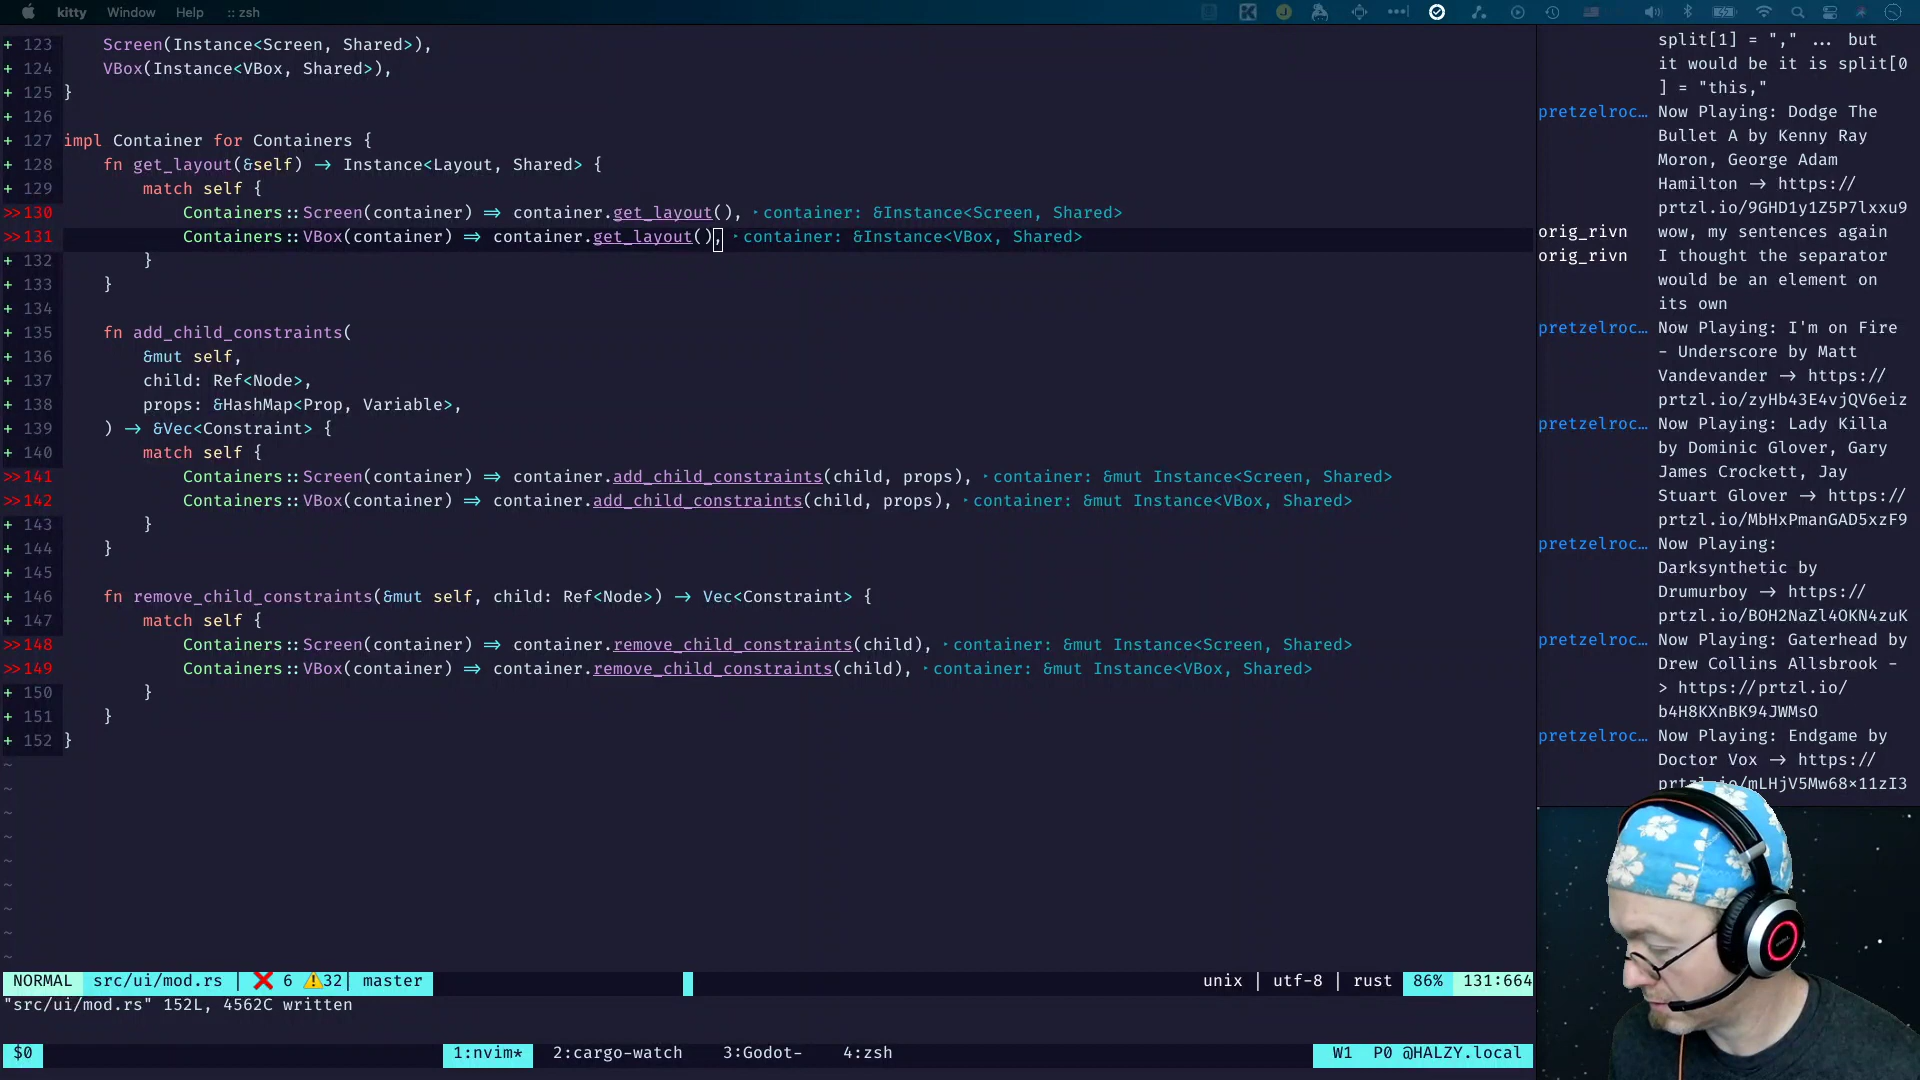 kitty Window Help :: zsh
+ 123 Screen(Instance<Screen, Shared>),
+ 124 VBox(Instance<VBox, Shared>),
+ 125 }
+ 126
+ 127 impl Container for Containers {
+ 128 fn get_layout(&self) → Instance<Layout, Shared> {
+ 129 match self {
>>130 Containers::Screen(container) ⇒ container.get_layout(), ‣container: &Instance<Screen, Shared>
>>131 Containers::VBox(container) ⇒ container.get_layout(), ‣container: &Instance<VBox, Shared>
+ 132 }
+ 133 }
+ 134
+ 135 fn add_child_constraints(
+ 136 &mut self,
+ 137 child: Ref<Node>,
+ 138 props: &HashMap<Prop, Variable>,
+ 139 ) → &Vec<Constraint> {
+ 140 match self {
>>141 Containers::Screen(container) ⇒ container.add_child_constraints(child, props), ‣container: &mut Instance<Screen, Shared>
>>142 Containers::VBox(container) ⇒ container.add_child_constraints(child, props), ‣container: &mut Instance<VBox, Shared>
+ 143 }
+ 144 }
+ 145
+ 146 fn remove_child_constraints(&mut self, child: Ref<Node>) → Vec<Constraint> {
+ 147 match self {
>>148 Containers::Screen(container) ⇒ container.remove_child_constraints(child), ‣container: &mut Instance<Screen, Shared>
>>149 Containers::VBox(container) ⇒ container.remove_child_constraints(child), ‣container: &mut Instance<VBox, Shared>
+ 150 }
+ 151 }
+ 152 }
~
~
~
~
~
~
~
~
~
NORMAL src/ui/mod.rs | ❌ 6 ⚠32| master unix | utf-8 | rust 86% 131:664
"src/ui/mod.rs" 152L, 4562C written
$0 1:nvim* 2:cargo-watch 3:Godot- 4:zsh W1 P0 @HALZY.local
split[1] = "," … but
it would be it is split[0
] = "this,"
pretzelroc… Now Playing: Dodge The
Bullet A by Kenny Ray
Moron, George Adam
Hamilton → https://
prtzl.io/9GHD1y1Z5P7lxxu9
orig_rivn wow, my sentences again
orig_rivn I thought the separator
would be an element on
its own
pretzelroc… Now Playing: I'm on Fire
- Underscore by Matt
Vandevander → https://
prtzl.io/zyHb43E4vjQV6eiz
pretzelroc… Now Playing: Lady Killa
by Dominic Glover, Gary
James Crockett, Jay
Stuart Glover → https://
prtzl.io/MbHxPmanGAD5xzF9
pretzelroc… Now Playing:
Darksynthetic by
Drumurboy → https://
prtzl.io/BOH2NaZl4OKN4zuK
pretzelroc… Now Playing: Gaterhead by
Drew Collins Allsbrook -
> https://prtzl.io/
b4H8KXnBK94JWMsO
pretzelroc… Now Playing: Endgame by
Doctor Vox → https://
prtzl.io/mLHjV5Mw68x11zI3